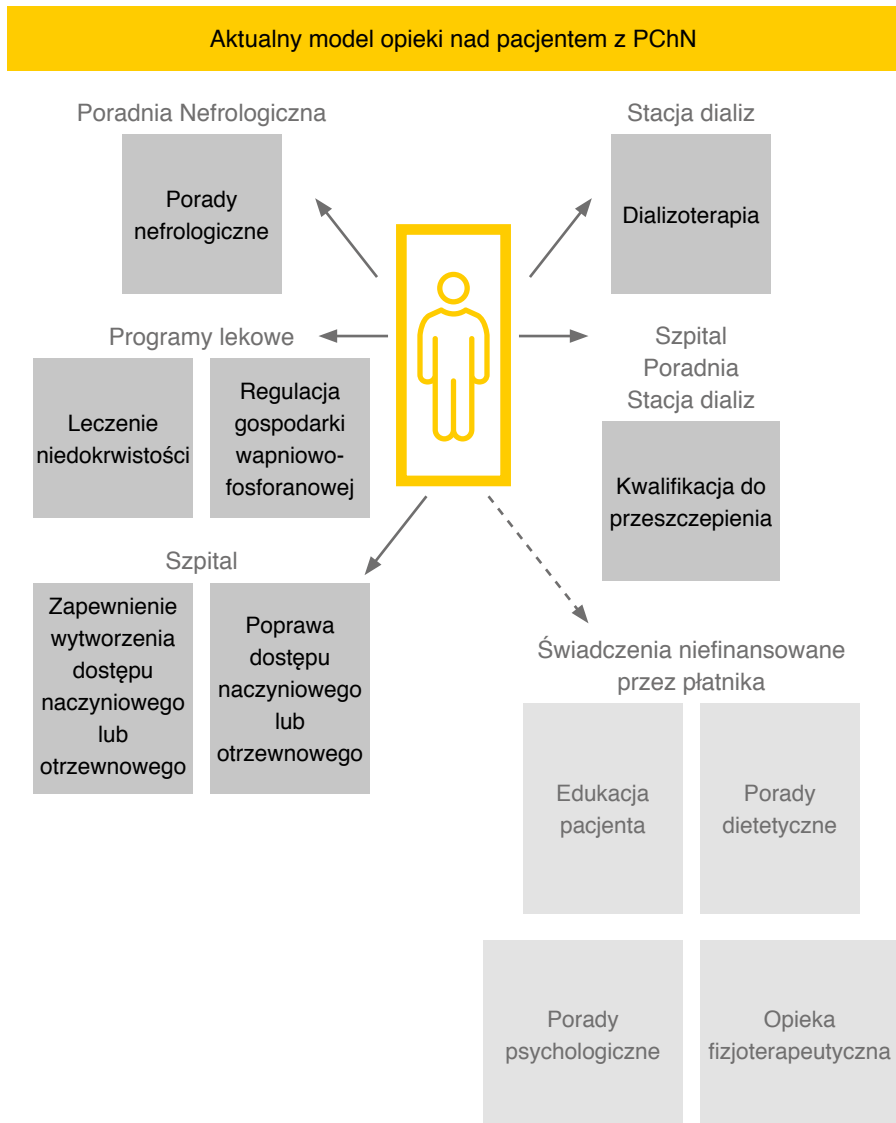 Aktualny model opieki nad pacjentem z PChN
Poradnia Nefrologiczna
Porady
nefrologiczne
Stacja dializ
Dializoterapia
Programy lekowe
Leczenie
niedokrwistości
Regulacja
gospodarki
wapniowo-
fosforanowej
Szpital
Poradnia
Stacja dializ
Kwalifikacja do
przeszczepienia
Szpital
Zapewnienie
wytworzenia
dostępu
naczyniowego
lub
otrzewnowego
Poprawa
dostępu
naczyniowego
lub
otrzewnowego
Świadczenia niefinansowane
przez płatnika
Edukacja
pacjenta
Porady
dietetyczne
Porady
psychologiczne
Opieka
fizjoterapeutyczna